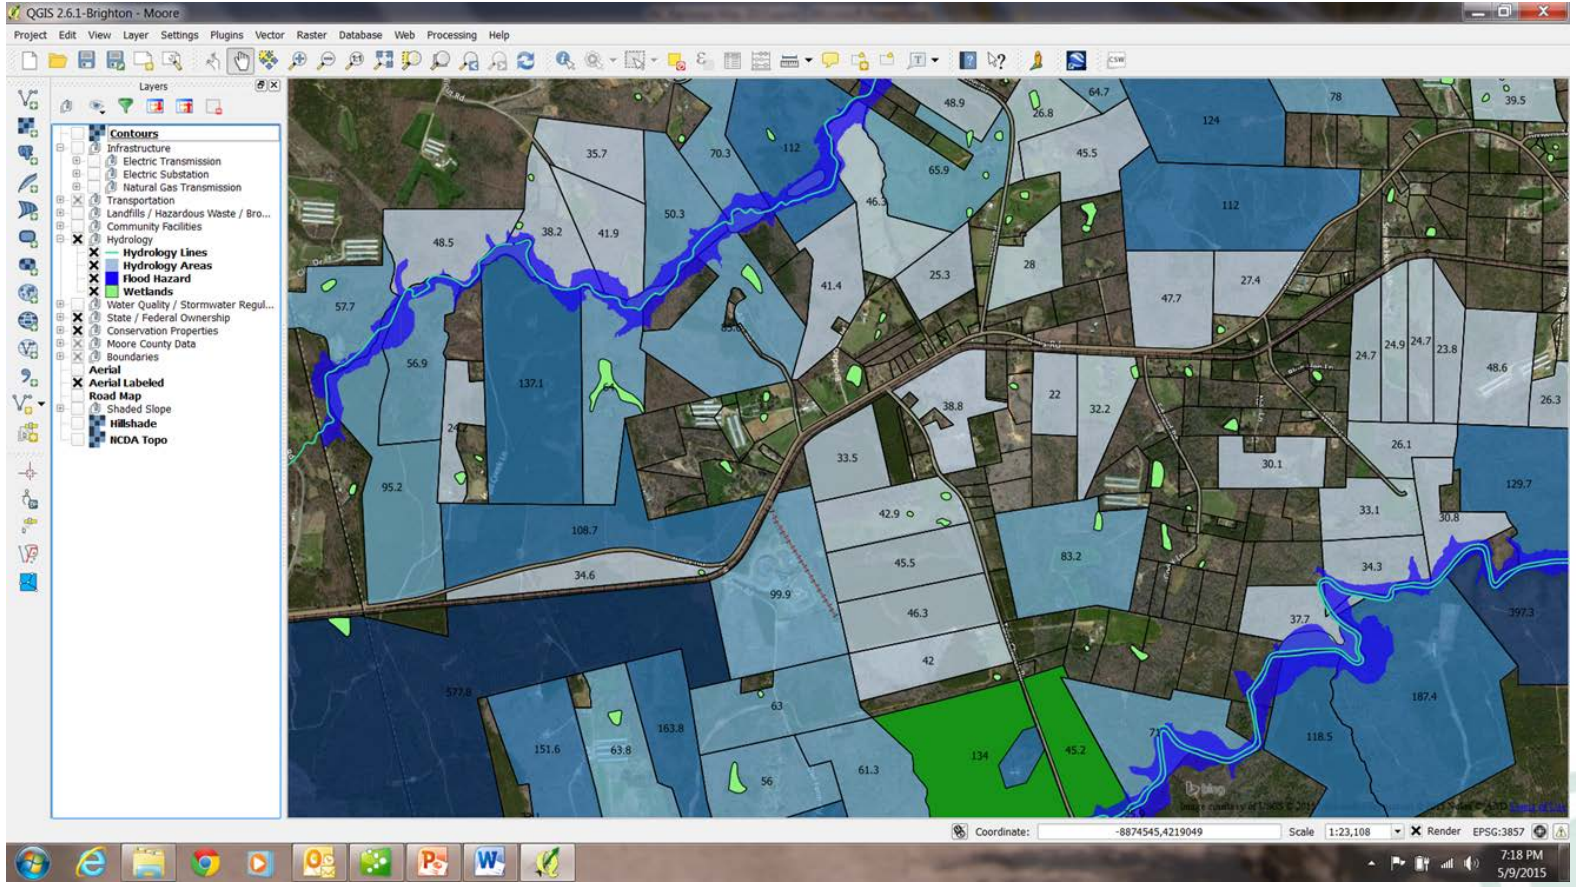 QGIS 2.6.1-Brighton - Moore
Project Edit View Layer Settings Plugins Vector Raster Database Web Processing Help
CSW
Layers
Contours
Infrastructure
Electric Transmission
Electric Substation
Natural Gas Transmission
Transportation
Landfills / Hazardous Waste / Bro...
Community Facilities
Hydrology
Hydrology Lines
Hydrology Areas
Flood Hazard
Wetlands
Water Quality / Stormwater Regul...
State / Federal Ownership
Conservation Properties
Moore County Data
Boundaries
Aerial
Aerial Labeled
Road Map
Shaded Slope
Hillshade
NCDA Topo
48.9 26.8 64.7 78 39.5
124
35.7 70.3 112 45.5
65.9
46.3
50.3 112
48.5 38.2 41.9
28
25.3
57.7 41.4 27.4
47.7
24.7 24.9 24.7 23.8
56.9 48.6
137.1 64
38.8 22 32.2 26.3
24.2
33.5 26.1
30.1
95.2 129.7
42.9 33.1 30.8
108.7
83.2
45.5 34.3
34.6
99.9
46.3 397.3
37.7
42
577.8 187.4
63
163.8
151.6 63.8 118.5
134 45.2
61.3
56
bing
Coordinate: -8874545,4219049 Scale 1:23,108 Render EPSG:3857
7:18 PM
5/9/2015